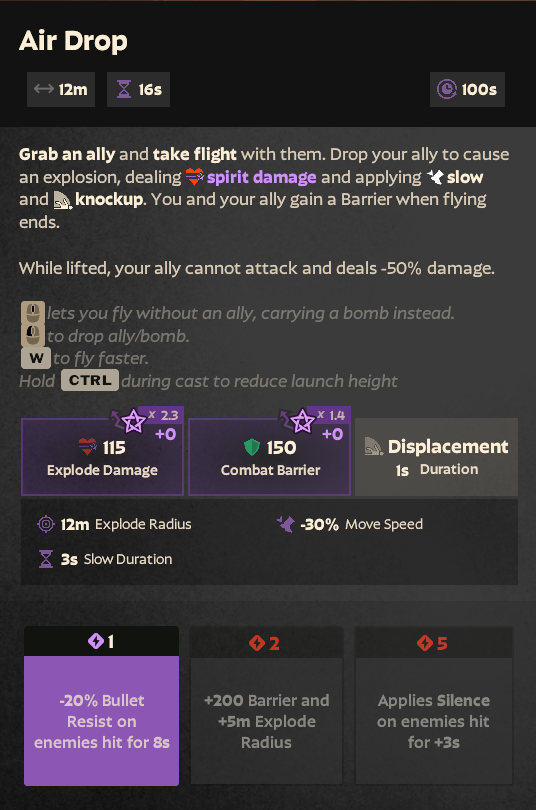 Air Drop
12m 16s 100s
Grab an ally and take flight with them. Drop your ally to cause
an explosion, dealing spirit damage and applying slow
and knockup. You and your ally gain a Barrier when flying
ends.
While lifted, your ally cannot attack and deals -50% damage.
lets you fly without an ally, carrying a bomb instead.
to drop ally/bomb.
W to fly faster.
Hold CTRL during cast to reduce launch height
x 2.3
+0
115
Explode Damage
x 1.4
+0
150
Combat Barrier
Displacement
1s Duration
12m Explode Radius
-30% Move Speed
3s Slow Duration
1
-20% Bullet
Resist on
enemies hit for 8s
2
+200 Barrier and
+5m Explode
Radius
5
Applies Silence
on enemies hit
for +3s